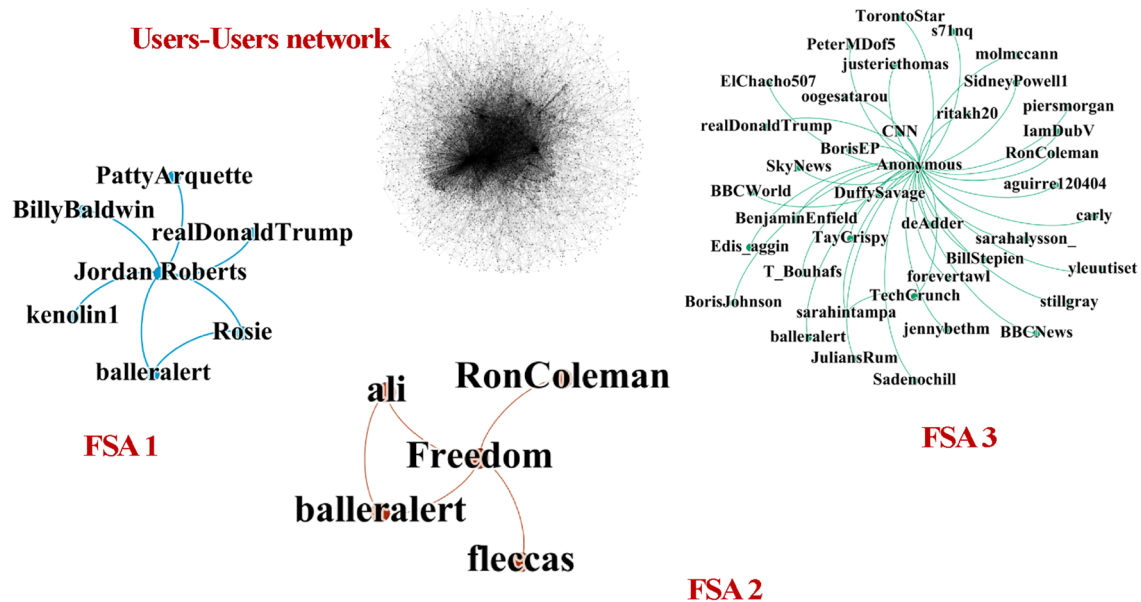 Users-Users network
PattyArquette
BillyBaldwin
realDonaldTrump
Jordan Roberts
kenolin1
Rosie
balleralert
FSA 1
ali
RonColeman
Freedom
balleralert
fleccas
FSA 2
TorontoStar
s71nq
PeterMDof5
justericthomas
molmccann
ElChacho507
SidneyPowell1
oogesatarou
piersmorgan
ritakh20
realDonaldTrump
CNN
IamDubV
BorisEP
RonColeman
SkyNews
Anonymous
aguirre120404
BBCWorld
DuffySavage
BenjaminEnfield
deAdder
carly
Edis_aggin
TayCrispy
sarahalysson_
BillStepien
T_Bouhafs
forevertawl
yleuutiset
BorisJohnson
TechCrunch
stillgray
sarahintampa
balleralert
jennybethm
BBCNews
JuliansRum
Sadenochill
FSA 3